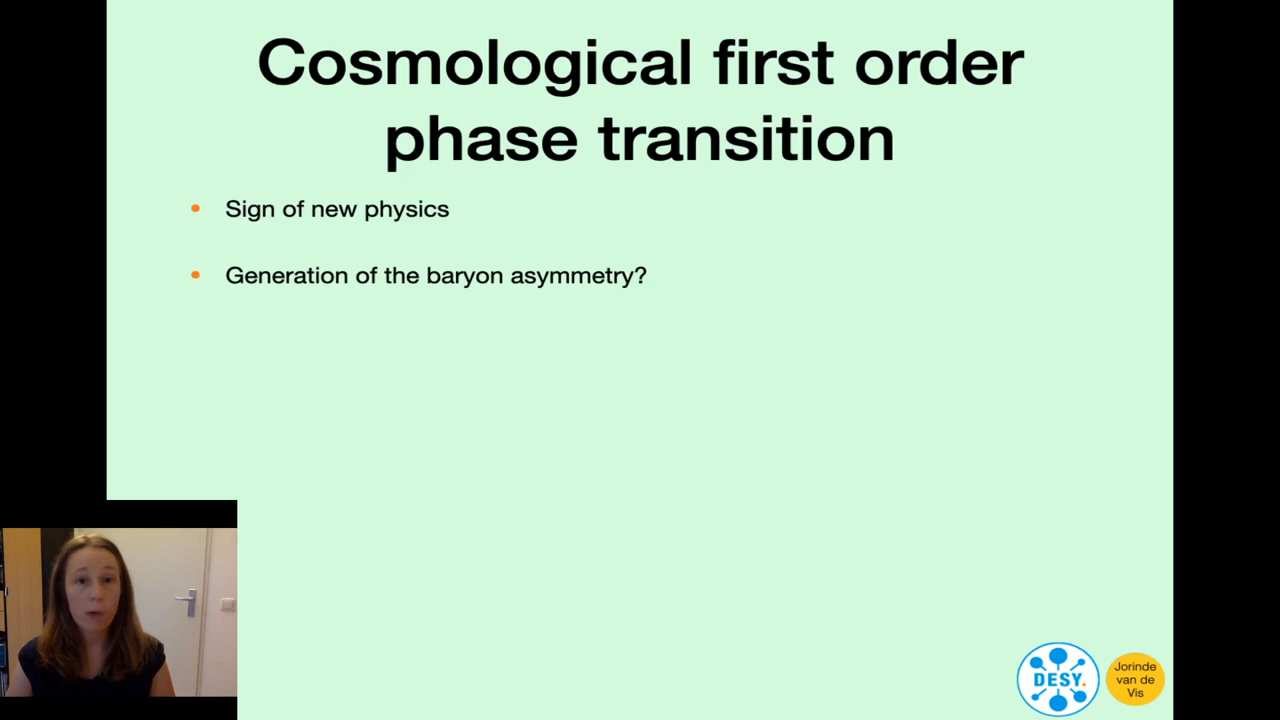 Cosmological first order
phase transition
• Sign of new physics
• Generation of the baryon asymmetry?
DESY.
Jorinde
van de
Vis